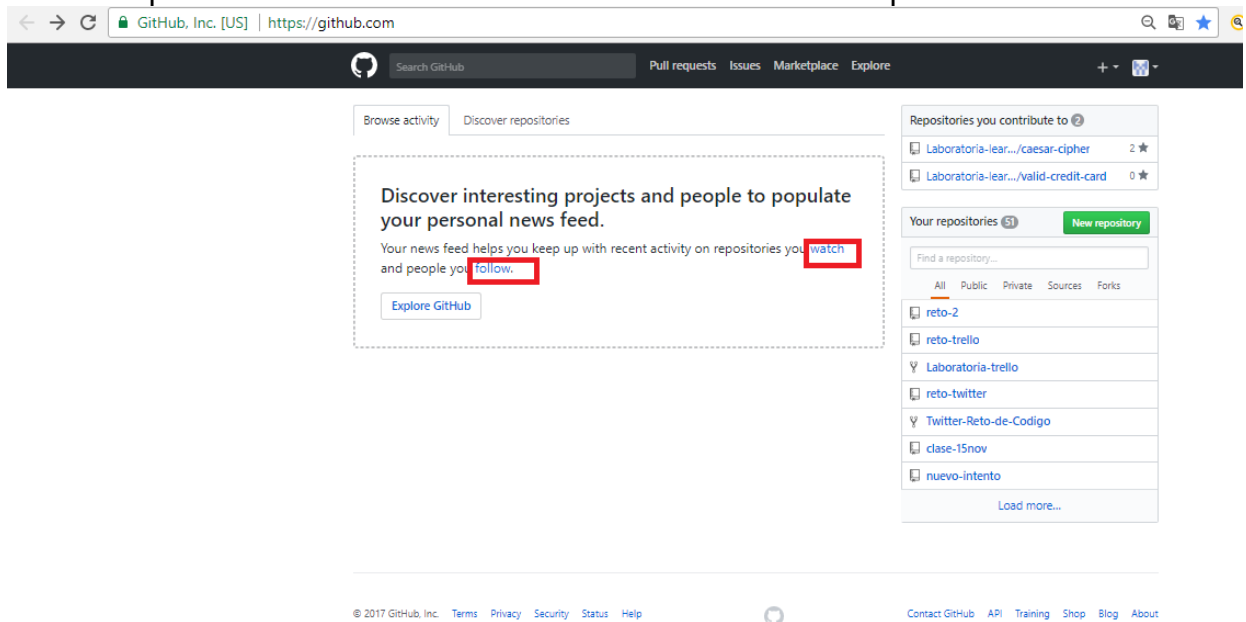 GitHub, Inc. [US] | https://github.com
Search GitHub
Pull requests Issues Marketplace Explore
Browse activity Discover repositories
Discover interesting projects and people to populate
your personal news feed.
Your news feed helps you keep up with recent activity on repositories you watch
and people you follow.
Explore GitHub
Repositories you contribute to 2
Laboratoria-lear.../caesar-cipher 2
Laboratoria-lear.../valid-credit-card 0
Your repositories 51 New repository
Find a repository...
All Public Private Sources Forks
reto-2
reto-trello
Laboratoria-trello
reto-twitter
Twitter-Reto-de-Codigo
clase-15nov
nuevo-intento
Load more...
© 2017 GitHub, Inc. Terms Privacy Security Status Help
Contact GitHub API Training Shop Blog About